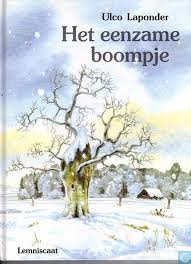 Ulco Laponder
Het eenzame
boompje
Lemniscaat